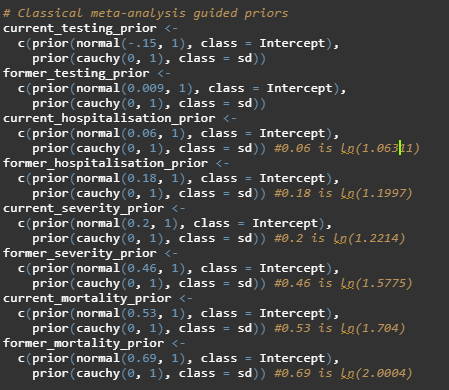 # Classical meta-analysis guided priors
current_testing_prior <-
  c(prior(normal(-.15, 1), class = Intercept),
    prior(cauchy(0, 1), class = sd))
former_testing_prior <-
  c(prior(normal(0.009, 1), class = Intercept),
    prior(cauchy(0, 1), class = sd))
current_hospitalisation_prior <-
  c(prior(normal(0.06, 1), class = Intercept),
    prior(cauchy(0, 1), class = sd)) #0.06 is ln(1.06311)
former_hospitalisation_prior <-
  c(prior(normal(0.18, 1), class = Intercept),
    prior(cauchy(0, 1), class = sd)) #0.18 is ln(1.1997)
current_severity_prior <-
  c(prior(normal(0.2, 1), class = Intercept),
    prior(cauchy(0, 1), class = sd)) #0.2 is ln(1.2214)
former_severity_prior <-
  c(prior(normal(0.46, 1), class = Intercept),
    prior(cauchy(0, 1), class = sd)) #0.46 is ln(1.5775)
current_mortality_prior <-
  c(prior(normal(0.53, 1), class = Intercept),
    prior(cauchy(0, 1), class = sd)) #0.53 is ln(1.704)
former_mortality_prior <-
  c(prior(normal(0.69, 1), class = Intercept),
    prior(cauchy(0, 1), class = sd)) #0.69 is ln(2.0004)